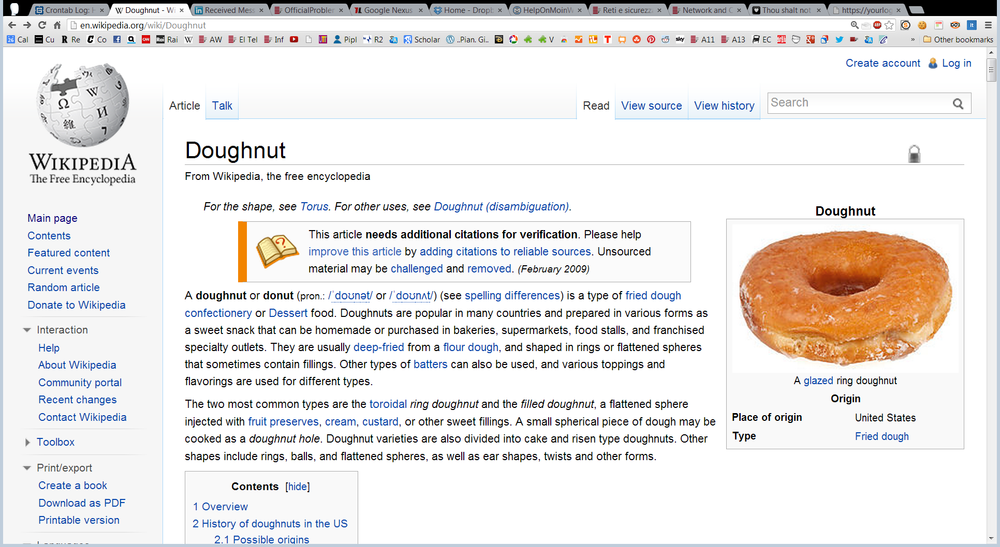 Crontab Log: H
Doughnut - Wi
Received Mess
OfficialProbler
Google Nexus
Home - Dropb
HelpOnMoinW
Reti e sicurezz
Network and C
Thou shalt not
https://yourlog
en.wikipedia.org/wiki/Doughnut
26 Cal Cu Re Co CNN Rai Rai W AW El Tel Inf Pipl R2 Scholar ..Pian. Gi.. V sky A11 A13 EC » Other bookmarks
Create account Log in
WIKIPEDIA
The Free Encyclopedia
Article Talk Read View source View history Search
Main page
Contents
Featured content
Current events
Random article
Donate to Wikipedia
Interaction
Help
About Wikipedia
Community portal
Recent changes
Contact Wikipedia
Toolbox
Print/export
Create a book
Download as PDF
Printable version
Doughnut
From Wikipedia, the free encyclopedia
For the shape, see Torus. For other uses, see Doughnut (disambiguation).
This article needs additional citations for verification. Please help
improve this article by adding citations to reliable sources. Unsourced
material may be challenged and removed. (February 2009)
A doughnut or donut (pron.: /ˈdoʊnət/ or /ˈdoʊnʌt/) (see spelling differences) is a type of fried dough
confectionery or Dessert food. Doughnuts are popular in many countries and prepared in various forms as
a sweet snack that can be homemade or purchased in bakeries, supermarkets, food stalls, and franchised
specialty outlets. They are usually deep-fried from a flour dough, and shaped in rings or flattened spheres
that sometimes contain fillings. Other types of batters can also be used, and various toppings and
flavorings are used for different types.
The two most common types are the toroidal ring doughnut and the filled doughnut, a flattened sphere
injected with fruit preserves, cream, custard, or other sweet fillings. A small spherical piece of dough may be
cooked as a doughnut hole. Doughnut varieties are also divided into cake and risen type doughnuts. Other
shapes include rings, balls, and flattened spheres, as well as ear shapes, twists and other forms.
Contents [hide]
1 Overview
2 History of doughnuts in the US
2.1 Possible origins
Doughnut
A glazed ring doughnut
Origin
Place of origin United States
Type Fried dough